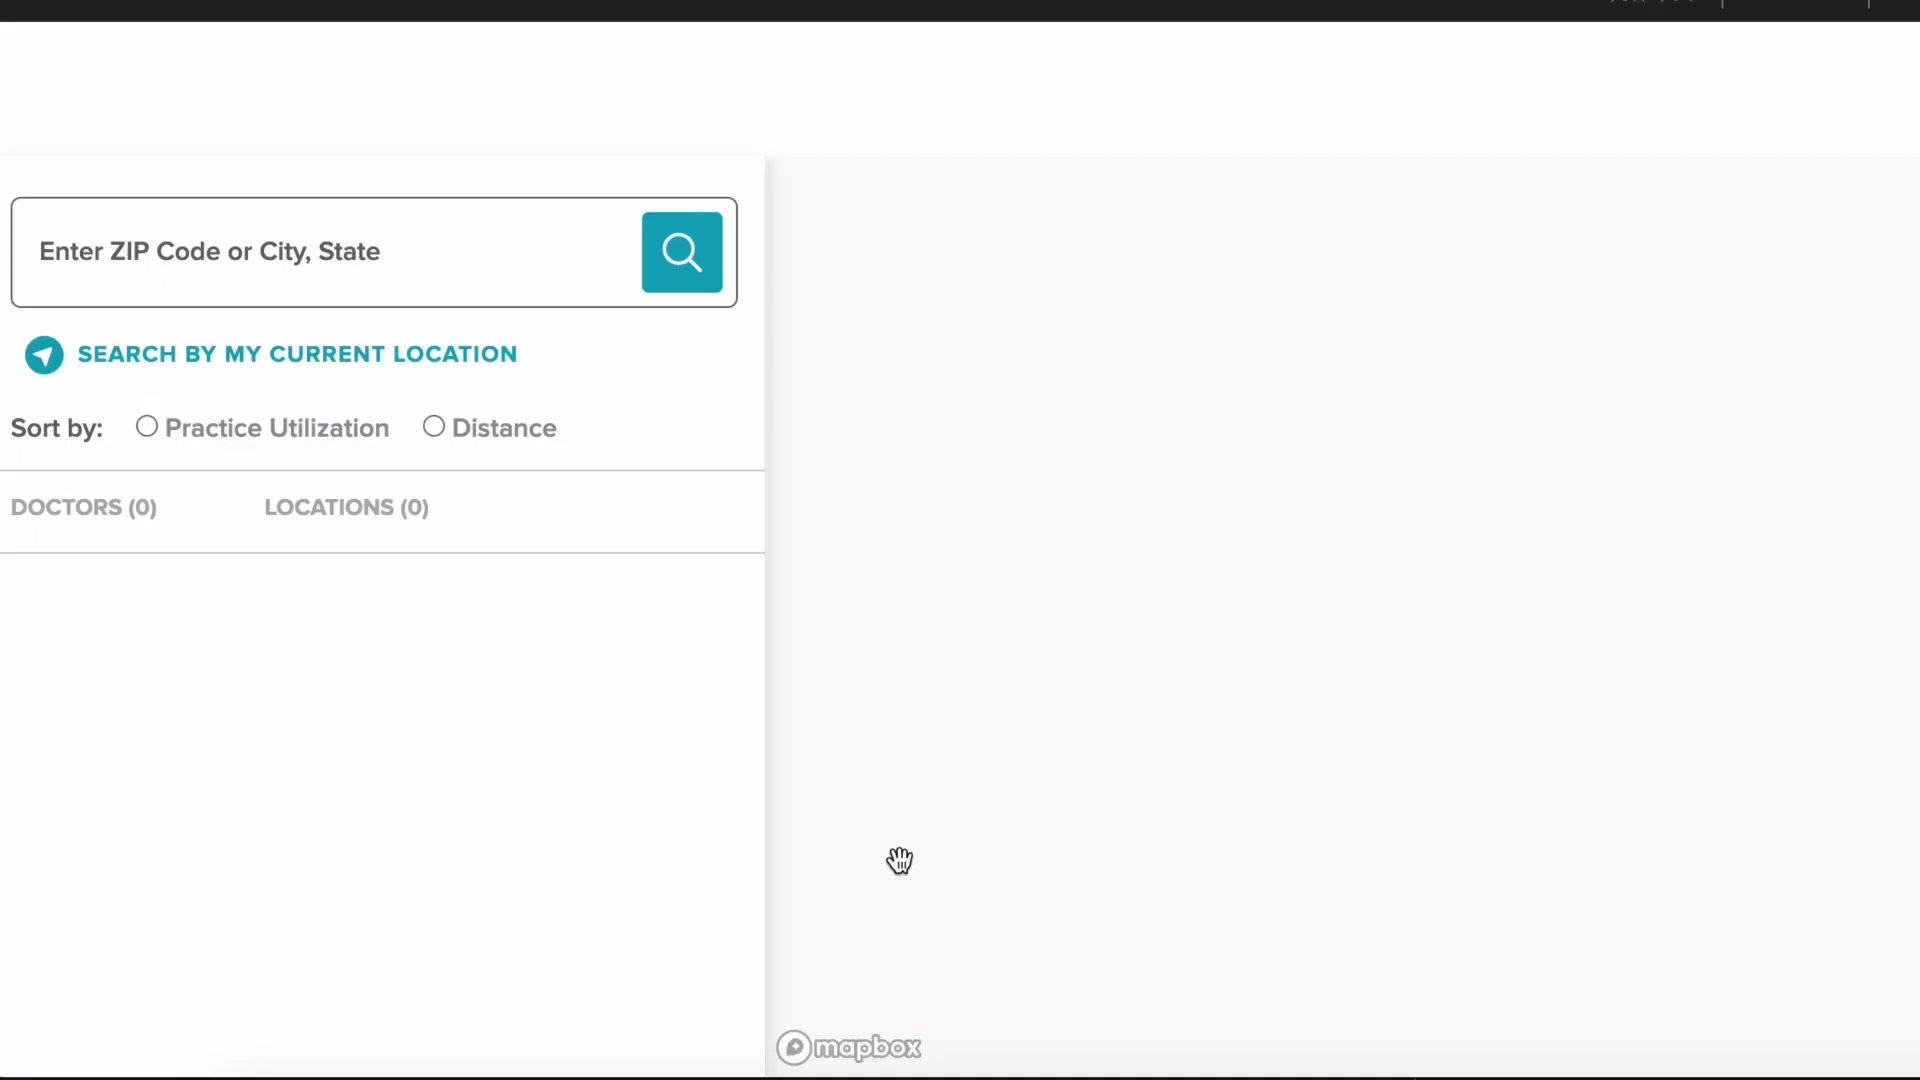 Enter ZIP Code or City, State
SEARCH BY MY CURRENT LOCATION
Sort by: Practice Utilization Distance
DOCTORS (0) LOCATIONS (0)
mapbox